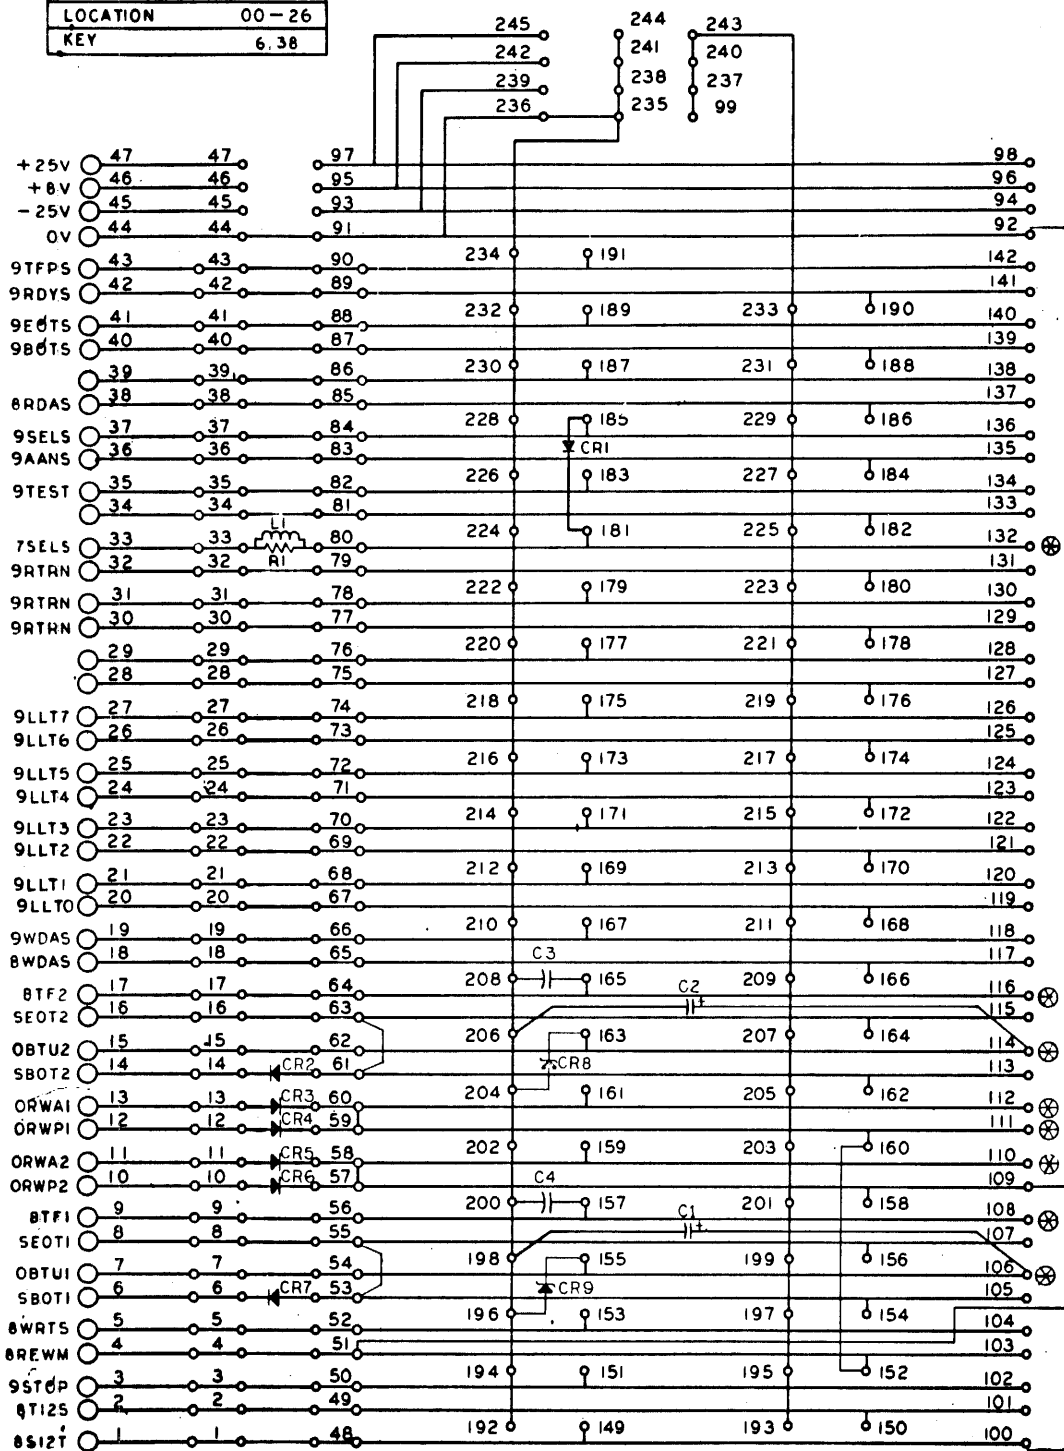 LOCATION 00-26
KEY 6,38
245 244 243
242 241 240
239 238 237
236 235 99
+25V 47 47 97 98
+8V 46 46 95 96
-25V 45 45 93 94
0V 44 44 91 92
234 191
9TFPS 43 43 90 142
9RDYS 42 42 89 141
232 189 233 190
9EOTS 41 41 88 140
9BOTS 40 40 87 139
230 187 231 188
39 39 86 138
8RDAS 38 38 85 137
228 185 229 186
9SELS 37 37 84 136
CR1
9AANS 36 36 83 135
226 183 227 184
9TEST 35 35 82 134
34 34 81 133
L1
224 181 225 182
7SELS 33 33 80 132
R1
9RTRN 32 32 79 131
222 179 223 180
9RTRN 31 31 78 130
9RTRN 30 30 77 129
220 177 221 178
29 29 76 128
28 28 75 127
218 175 219 176
9LLT7 27 27 74 126
9LLT6 26 26 73 125
216 173 217 174
9LLT5 25 25 72 124
9LLT4 24 24 71 123
214 171 215 172
9LLT3 23 23 70 122
9LLT2 22 22 69 121
212 169 213 170
9LLT1 21 21 68 120
9LLT0 20 20 67 119
210 167 211 168
9WDAS 19 19 66 118
8WDAS 18 18 65 117
C3
208 165 209 166
8TF2 17 17 64 C2 + 116
SEOT2 16 16 63 115
206 163 207 164
0BTU2 15 15 62 114
SBOT2 14 14 CR2 61 CR8 113
204 161 205 162
0RWA1 13 13 CR3 60 112
0RWP1 12 12 CR4 59 111
202 159 203 160
0RWA2 11 11 CR5 58 110
0RWP2 10 10 CR6 57 109
C4
200 157 201 158
8TF1 9 9 56 C1 + 108
SEOT1 8 8 55 107
198 155 199 156
0BTU1 7 7 54 106
SBOT1 6 6 CR7 53 CR9 105
196 153 197 154
8WRTS 5 5 52 104
8REWM 4 4 51 103
194 151 195 152
9STOP 3 3 50 102
8T12S 2 2 49 101
192 149 193 150
8S12T 1 1 48 100